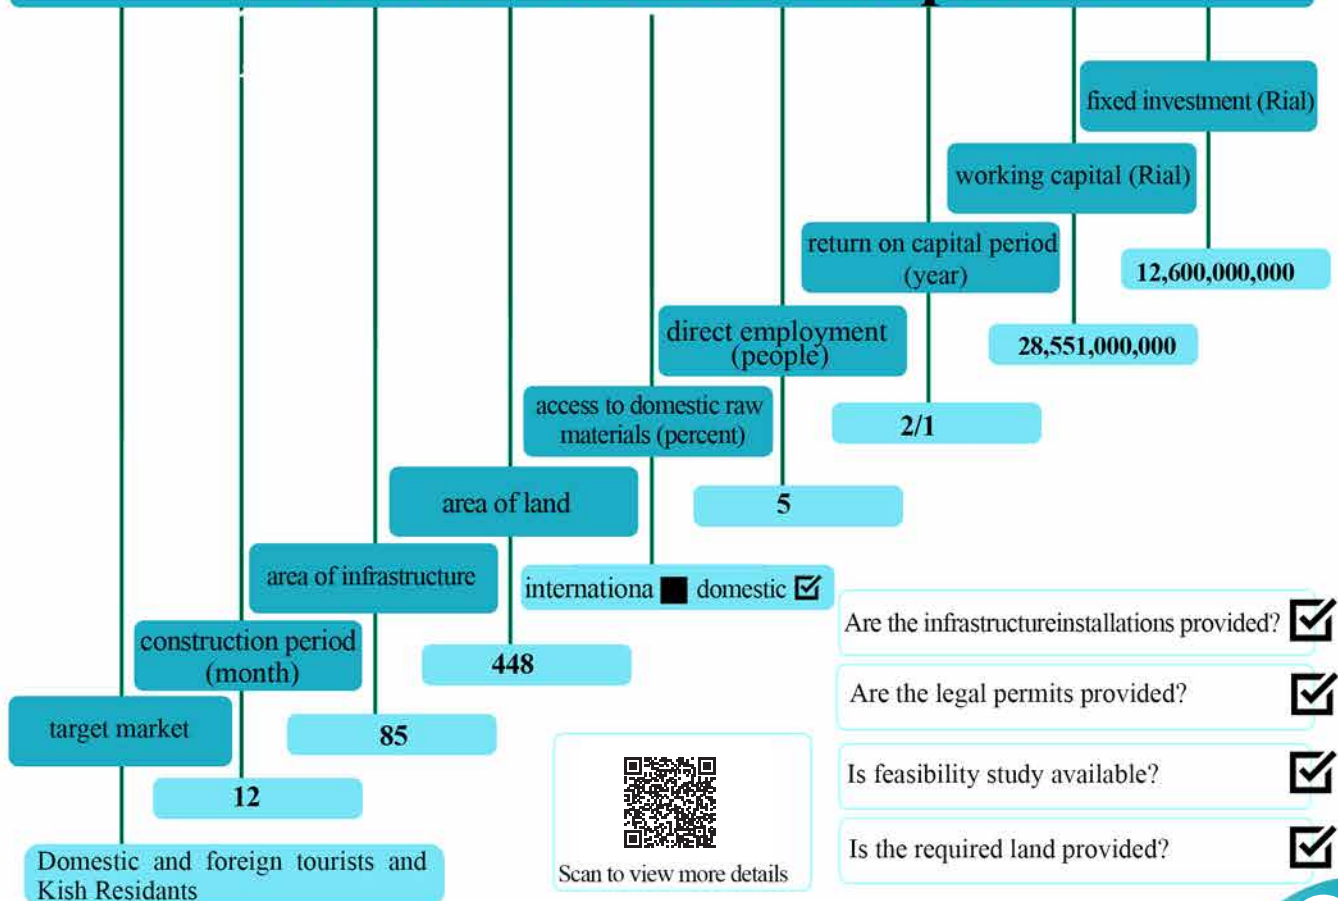 fixed investment (Rial)
12,600,000,000
working capital (Rial)
28,551,000,000
return on capital period
(year)
2/1
direct employment
(people)
5
access to domestic raw
materials (percent)
internationa domestic
area of land
448
area of infrastructure
85
construction period
(month)
12
target market
Domestic and foreign tourists and
Kish Residants
Scan to view more details
Are the infrastructureinstallations provided?
Are the legal permits provided?
Is feasibility study available?
Is the required land provided?